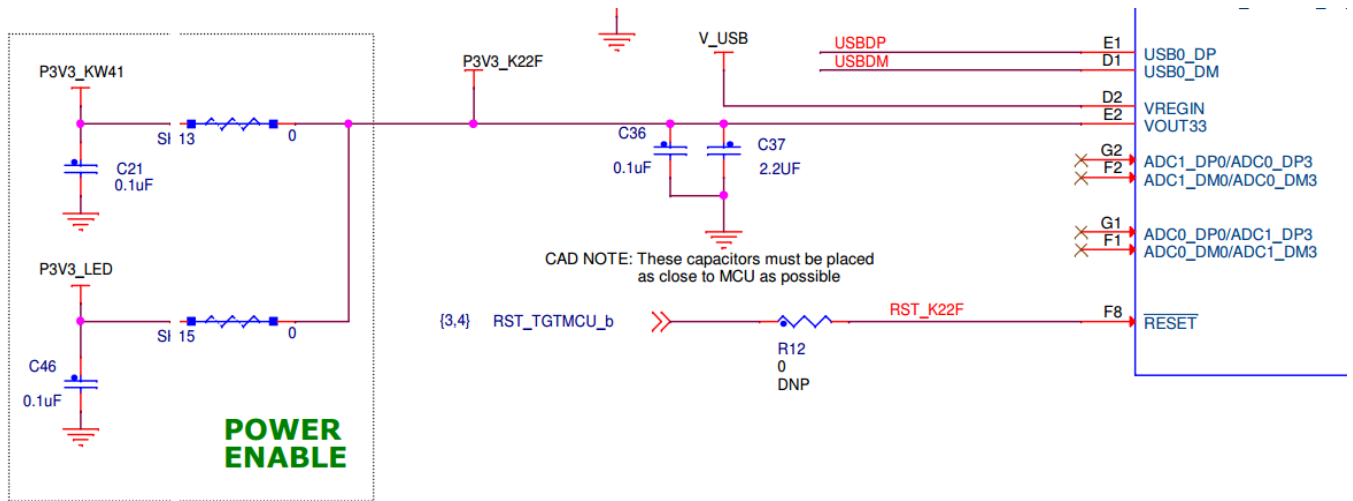 P3V3_KW41
C21
0.1uF
13
0
P3V3_LED
15
0
C46
0.1uF
POWER
ENABLE
P3V3_K22F
V_USB
C36
0.1uF
C37
2.2UF
CAD NOTE: These capacitors must be placed
as close to MCU as possible
{3,4} RST_TGTMCU_b
R12
0
DNP
RST_K22F
USBDP
USBDM
E1 USB0_DP
D1 USB0_DM
D2 VREGIN
E2 VOUT33
G2 ADC1_DP0/ADC0_DP3
F2 ADC1_DM0/ADC0_DM3
G1 ADC0_DP0/ADC1_DP3
F1 ADC0_DM0/ADC1_DM3
F8 RESET